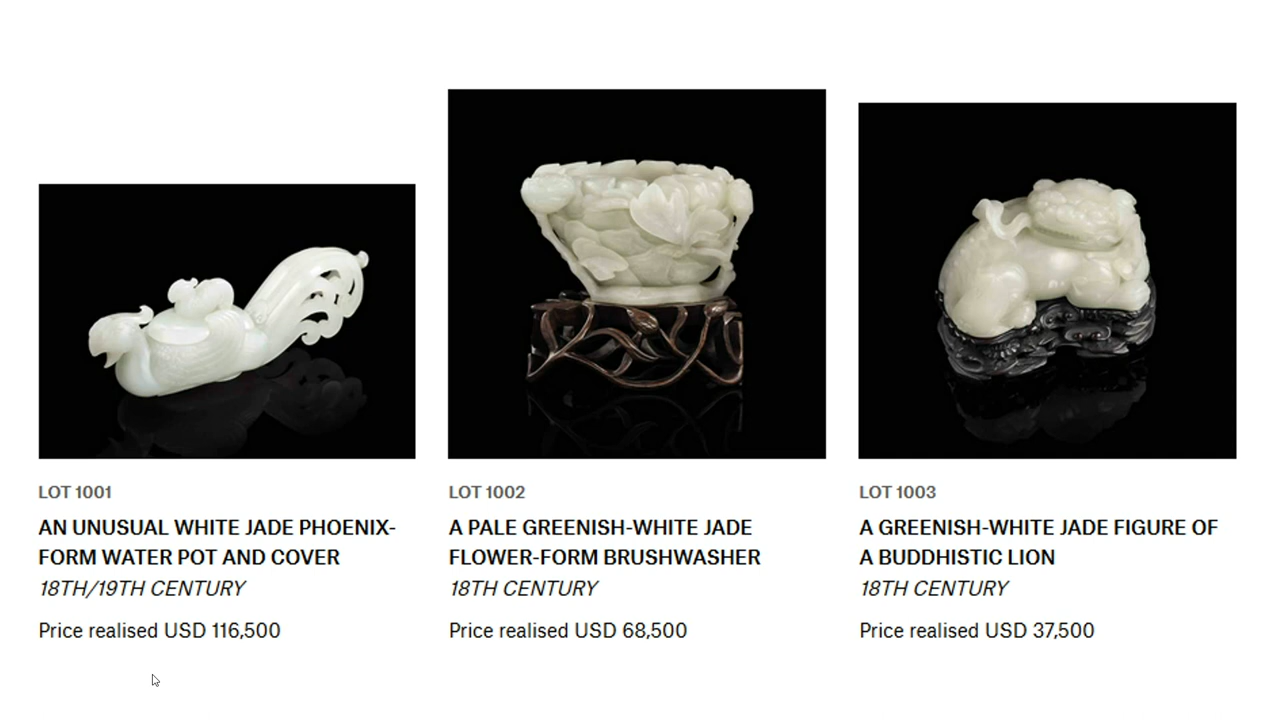 LOT 1001
AN UNUSUAL WHITE JADE PHOENIX-
FORM WATER POT AND COVER
18TH/19TH CENTURY
Price realised USD 116,500
LOT 1002
A PALE GREENISH-WHITE JADE
FLOWER-FORM BRUSHWASHER
18TH CENTURY
Price realised USD 68,500
LOT 1003
A GREENISH-WHITE JADE FIGURE OF
A BUDDHISTIC LION
18TH CENTURY
Price realised USD 37,500